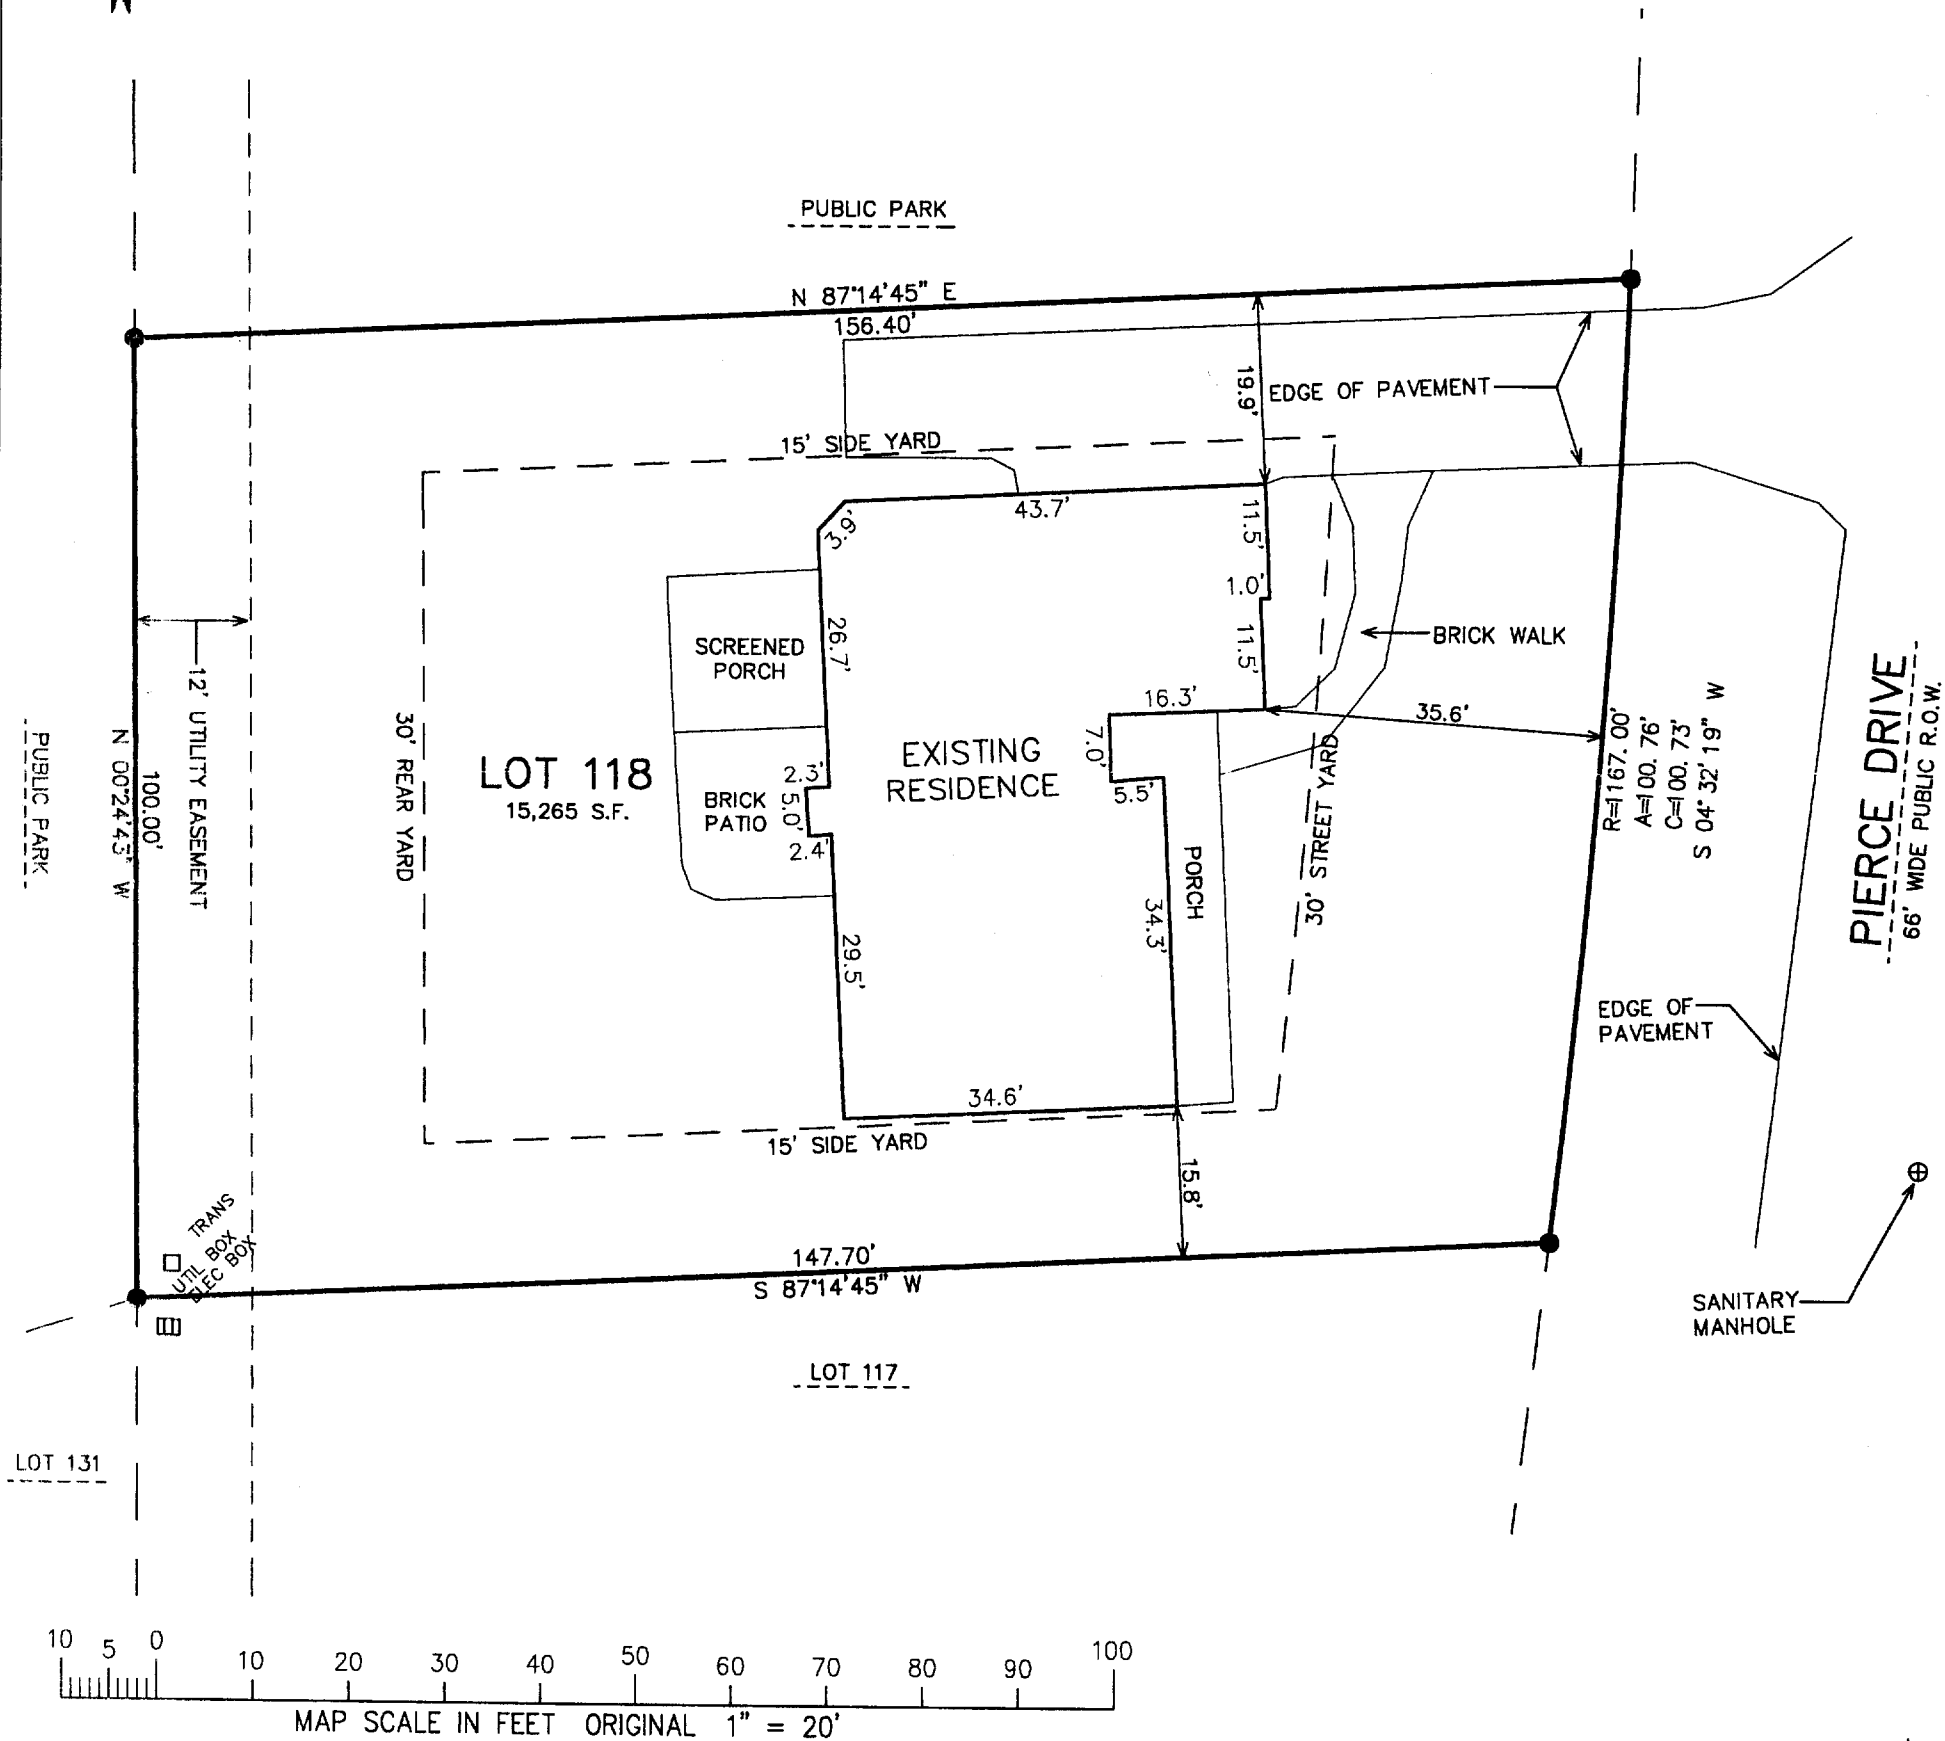 PUBLIC PARK
N 87°14'45" E
156.40'
19.9'
EDGE OF PAVEMENT
15' SIDE YARD
43.7'
3.9'
11.5'
1.0'
11.5'
BRICK WALK
SCREENED
PORCH
26.7'
16.3'
35.6'
12' UTILITY EASEMENT
PUBLIC PARK
N 00°24'43" W
100.00'
30' REAR YARD
LOT 118
15,265 S.F.
BRICK
PATIO
2.3'
5.0'
2.4'
EXISTING
RESIDENCE
7.0'
5.5'
PORCH
34.3'
29.5'
30' STREET YARD
R=1167.00'
A=100.76'
C=100.73'
S 04°32'19" W
PIERCE DRIVE
66' WIDE PUBLIC R.O.W.
EDGE OF
PAVEMENT
34.6'
15' SIDE YARD
15.8'
TRANS
UTIL BOX
ELEC BOX
147.70'
S 87°14'45" W
SANITARY
MANHOLE
LOT 117
LOT 131
10 5 0 10 20 30 40 50 60 70 80 90 100
MAP SCALE IN FEET ORIGINAL 1" = 20'